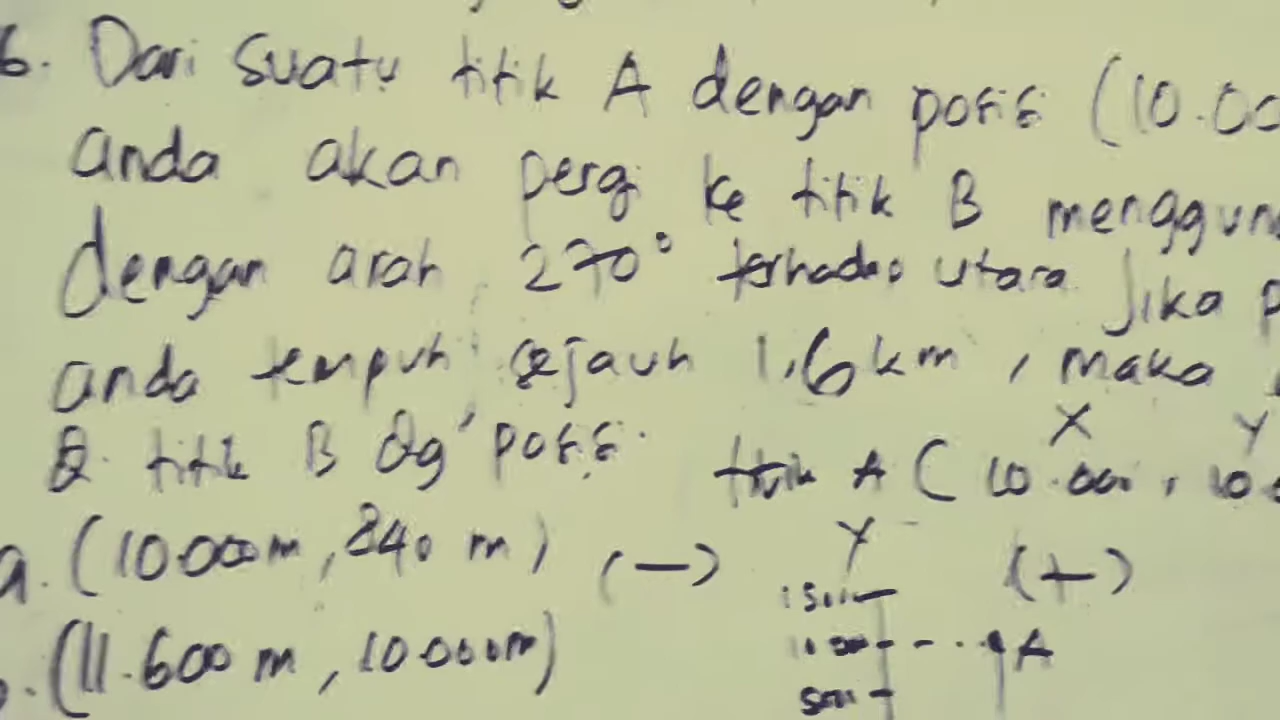 6. Dari suatu titik A dengan posisi (10.00
anda akan pergi ke titik B menggun
dengan arah 270° terhadap utara Jika p
anda tempuh sejauh 1,6 km, maka
titik B dg' posisi
X Y
titik A ( 10.000, 10.0
a. (10.000 m, 840 m)
(-) Y (+)
1500
b. (11.600 m, 10.000 m)
A
500